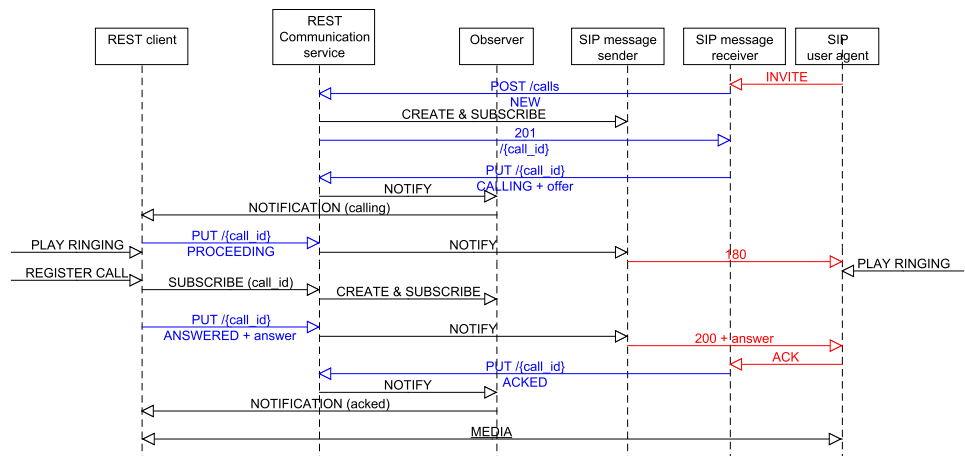 REST client
REST
Communication
service
Observer
SIP message
sender
SIP message
receiver
SIP
user agent
INVITE
POST /calls
NEW
CREATE & SUBSCRIBE
201
/{call_id}
PUT /{call_id}
CALLING + offer
NOTIFY
NOTIFICATION (calling)
PUT /{call_id}
PROCEEDING
PLAY RINGING
NOTIFY
180
PLAY RINGING
REGISTER CALL
SUBSCRIBE (call_id)
CREATE & SUBSCRIBE
PUT /{call_id}
ANSWERED + answer
NOTIFY
200 + answer
ACK
PUT /{call_id}
ACKED
NOTIFY
NOTIFICATION (acked)
MEDIA